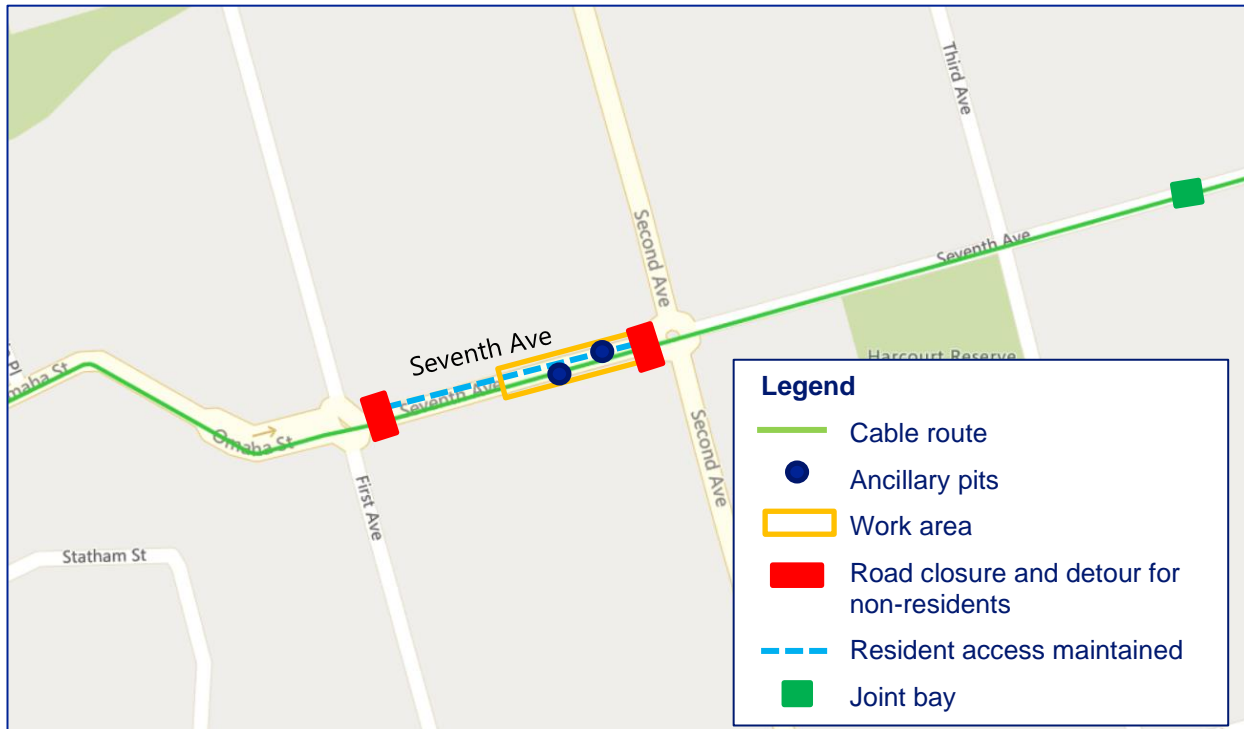 Third Ave
Second Ave
Seventh Ave
Seventh Ave
Seventh Ave
Harcourt Reserve
Omaha St
First Ave
Second Ave
Statham St
Legend
Cable route
Ancillary pits
Work area
Road closure and detour for
non-residents
Resident access maintained
Joint bay